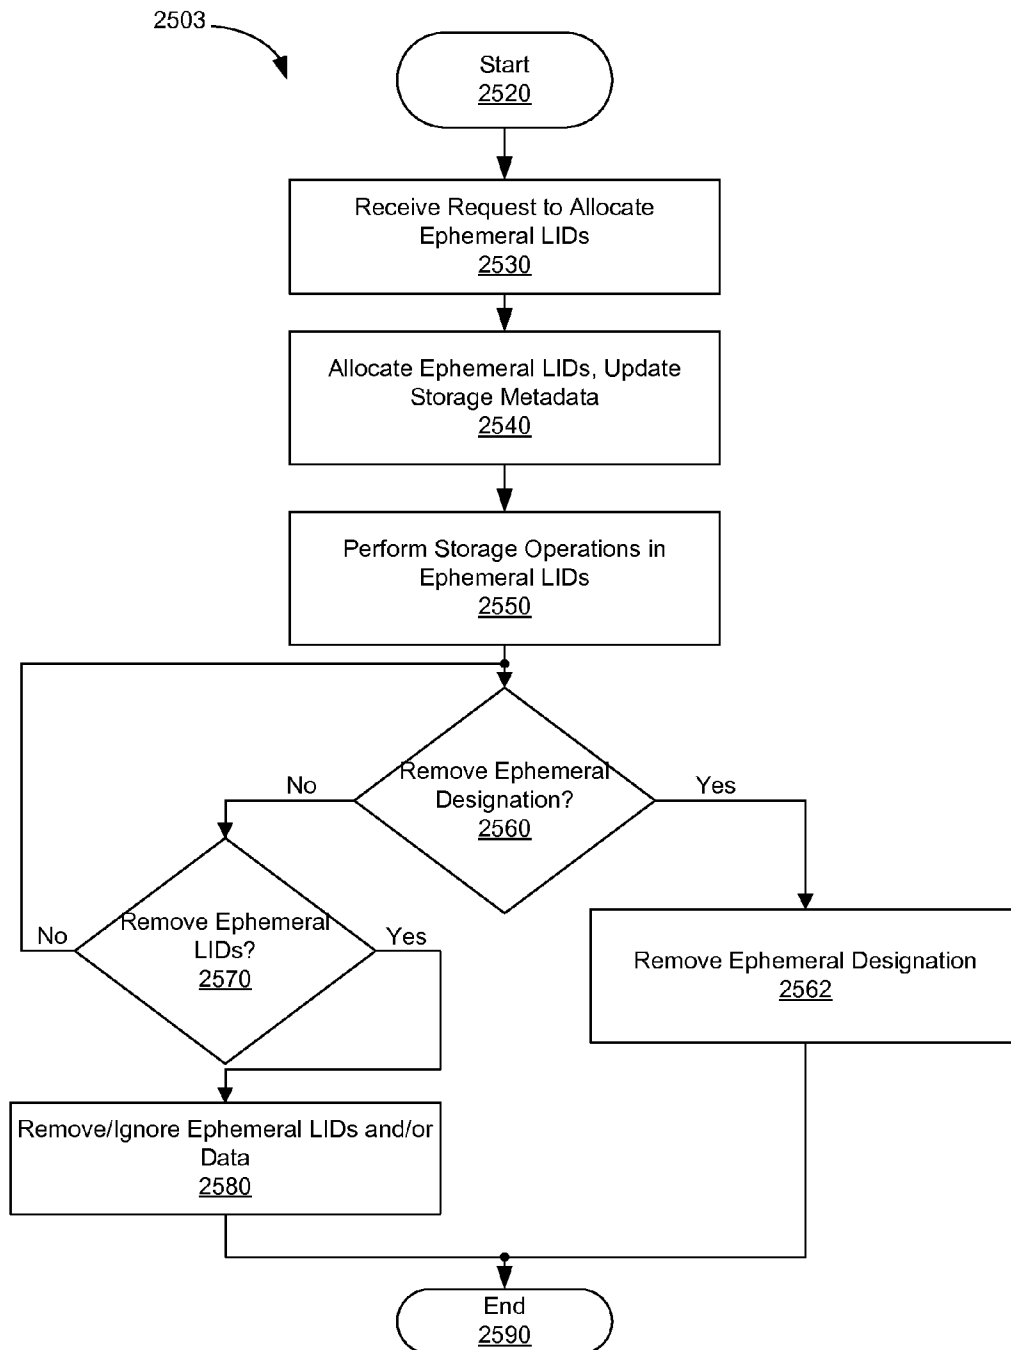 2503
Start
2520
Receive Request to Allocate
Ephemeral LIDs
2530
Allocate Ephemeral LIDs, Update
Storage Metadata
2540
Perform Storage Operations in
Ephemeral LIDs
2550
Remove Ephemeral
Designation?
2560
No
Yes
Remove Ephemeral
LIDs?
2570
No
Yes
Remove Ephemeral Designation
2562
Remove/Ignore Ephemeral LIDs and/or
Data
2580
End
2590